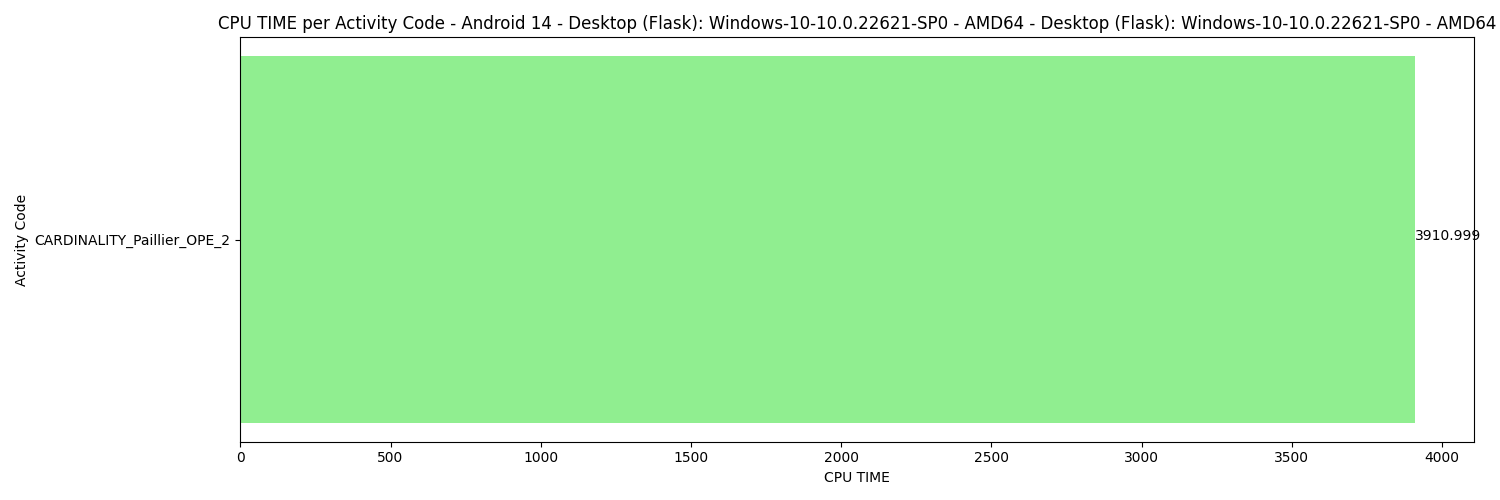 CPU TIME per Activity Code - Android 14 - Desktop (Flask): Windows-10-10.0.22621-SP0 - AMD64 - Desktop (Flask): Windows-10-10.0.22621-SP0 - AMD64
Activity Code
CARDINALITY_Paillier_OPE_2
3910.999
0 500 1000 1500 2000 2500 3000 3500 4000
CPU TIME